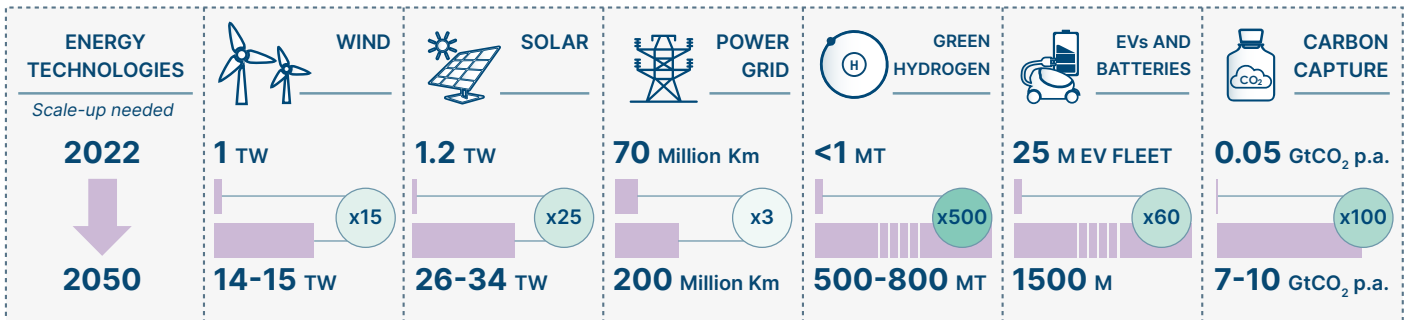 ENERGY
TECHNOLOGIES
Scale-up needed
2022
2050
WIND
1 TW
x15
14-15 TW
SOLAR
1.2 TW
x25
26-34 TW
POWER
GRID
70 Million Km
x3
200 Million Km
H
GREEN
HYDROGEN
<1 MT
x500
500-800 MT
EVs AND
BATTERIES
25 M EV FLEET
x60
1500 M
CO₂
CARBON
CAPTURE
0.05 GtCO₂ p.a.
x100
7-10 GtCO₂ p.a.